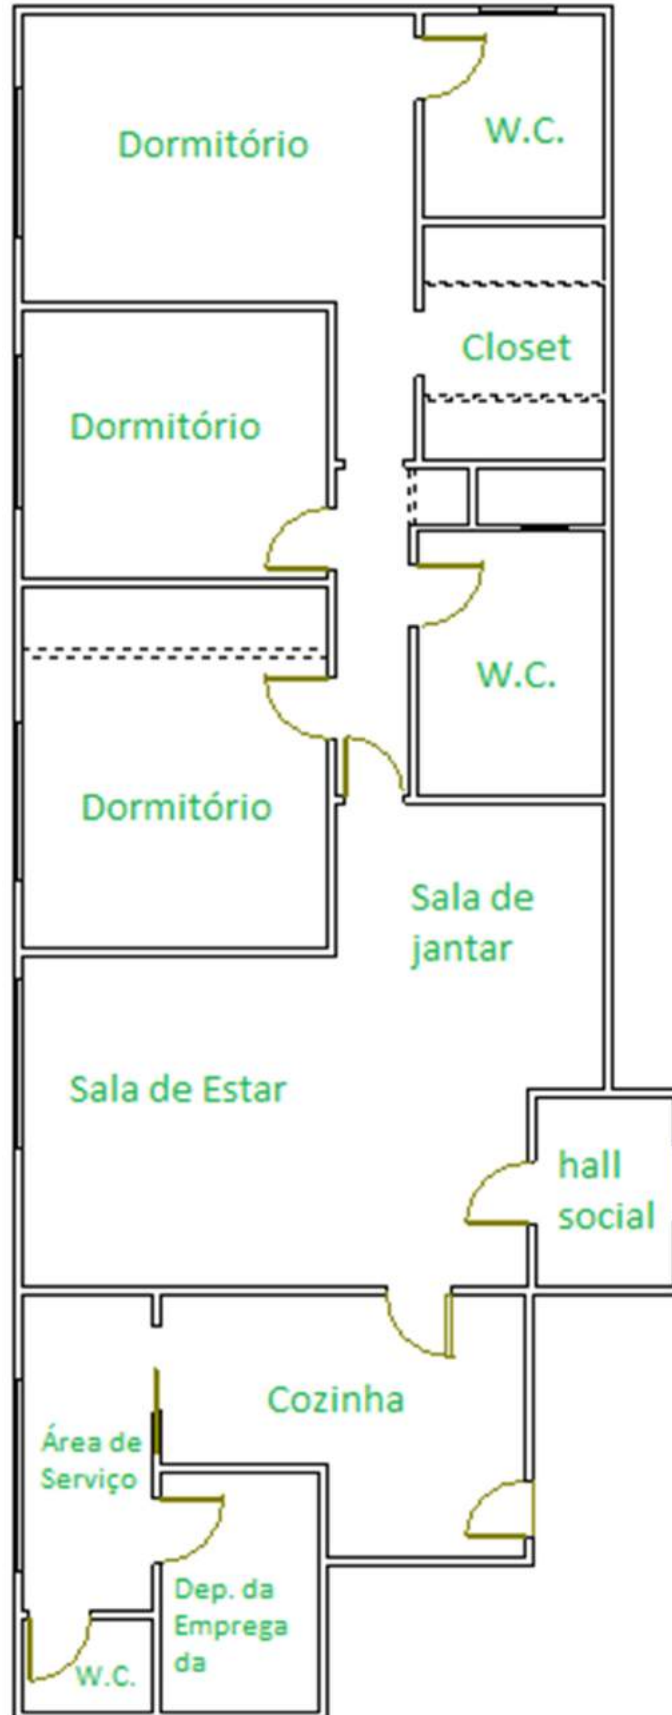 Dormitório
W.C.
Closet
Dormitório
W.C.
Dormitório
Sala de
jantar
Sala de Estar
hall
social
Cozinha
Área de
Serviço
Dep. da
Emprega
da
W.C.